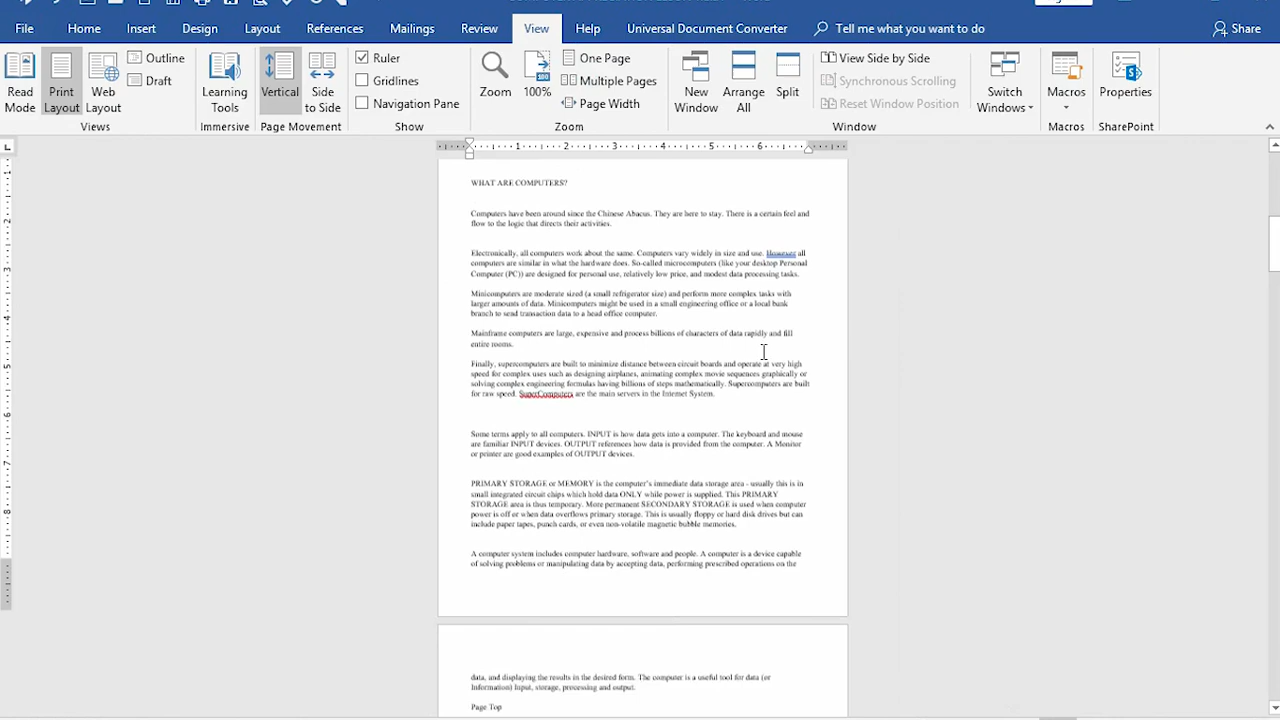 File Home Insert Design Layout References Mailings Review View Help Universal Document Converter Tell me what you want to do Share
Read Mode
Print Layout
Web Layout
Outline
Draft
Views
Learning Tools
Immersive
Vertical
Side to Side
Page Movement
Ruler
Gridlines
Navigation Pane
Show
Zoom
100%
One Page
Multiple Pages
Page Width
Zoom
New Window
Arrange All
Split
View Side by Side
Synchronous Scrolling
Reset Window Position
Switch Windows
Window
Macros
Macros
Properties
SharePoint
1 2 3 4 5 6
WHAT ARE COMPUTERS?
Computers have been around since the Chinese Abacus. They are here to stay. There is a certain feel and
flow to the logic that directs their activities.
Electronically, all computers work about the same. Computers vary widely in size and use. However all
computers are similar in what the hardware does. So-called microcomputers (like your desktop Personal
Computer (PC)) are designed for personal use, relatively low price, and modest data processing tasks.
Minicomputers are moderate sized (a small refrigerator size) and perform more complex tasks with
larger amounts of data. Minicomputers might be used in a small engineering office or a local bank
branch to send transaction data to a head office computer.
Mainframe computers are large, expensive and process billions of characters of data rapidly and fill
entire rooms.
Finally, supercomputers are built to minimize distance between circuit boards and operate at very high
speed for complex uses such as designing airplanes, animating complex movie sequences graphically or
solving complex engineering formulas having billions of steps mathematically. Supercomputers are built
for raw speed. SuperComputers are the main servers in the Internet System.
Some terms apply to all computers. INPUT is how data gets into a computer. The keyboard and mouse
are familiar INPUT devices. OUTPUT references how data is provided from the computer. A Monitor
or printer are good examples of OUTPUT devices.
PRIMARY STORAGE or MEMORY is the computer's immediate data storage area - usually this is in
small integrated circuit chips which hold data ONLY while power is supplied. This PRIMARY
STORAGE area is thus temporary. More permanent SECONDARY STORAGE is used when computer
power is off or when data overflows primary storage. This is usually floppy or hard disk drives but can
include paper tapes, punch cards, or even non-volatile magnetic bubble memories.
A computer system includes computer hardware, software and people. A computer is a device capable
of solving problems or manipulating data by accepting data, performing prescribed operations on the
data, and displaying the results in the desired form. The computer is a useful tool for data (or
Information) Input, storage, processing and output.
Page Top